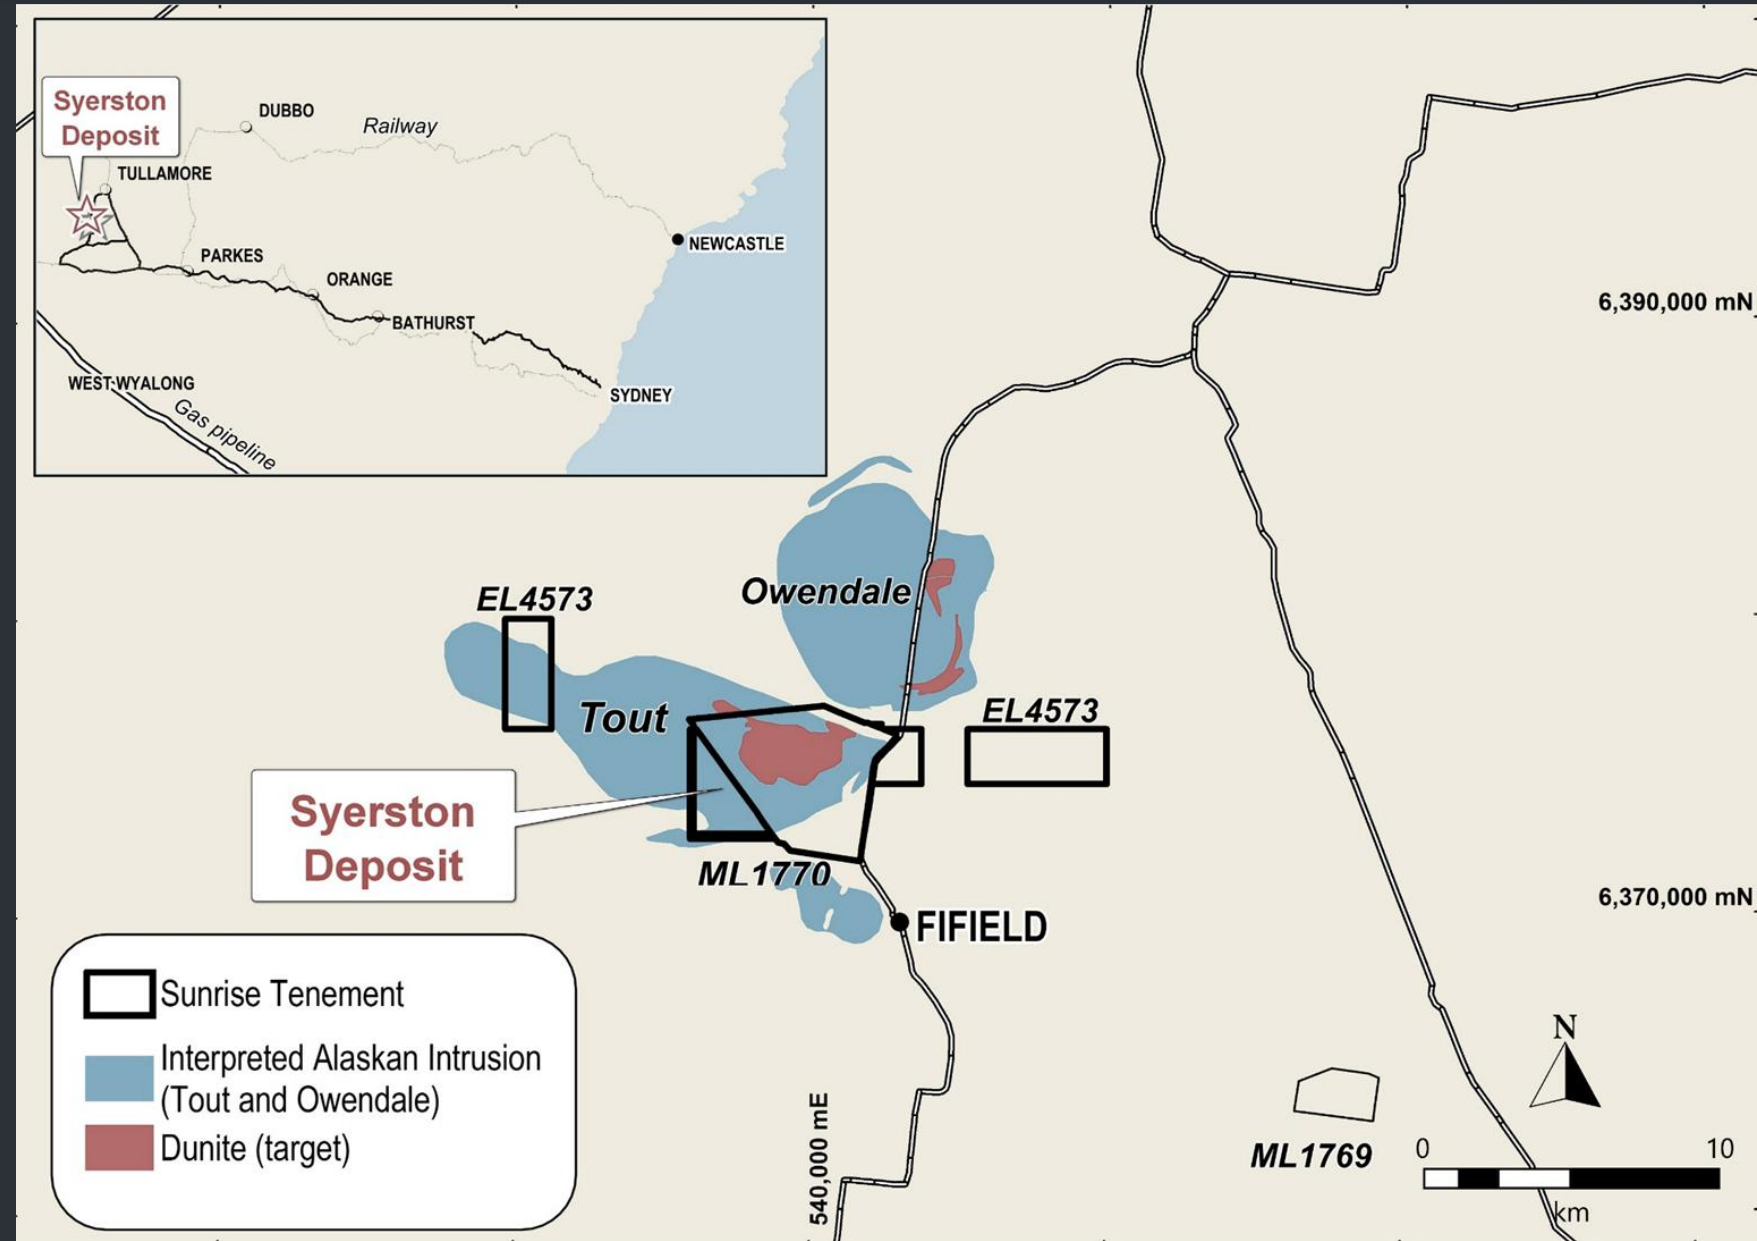 Syerston
Deposit
DUBBO
Railway
TULLAMORE
PARKES
ORANGE
BATHURST
NEWCASTLE
SYDNEY
WEST WYALONG
Gas pipeline
6,390,000 mN
Owendale
EL4573
Tout
EL4573
Syerston
Deposit
ML1770
FIFIELD
6,370,000 mN
Sunrise Tenement
Interpreted Alaskan Intrusion
(Tout and Owendale)
Dunite (target)
540,000 mE
N
ML1769
0 10
km